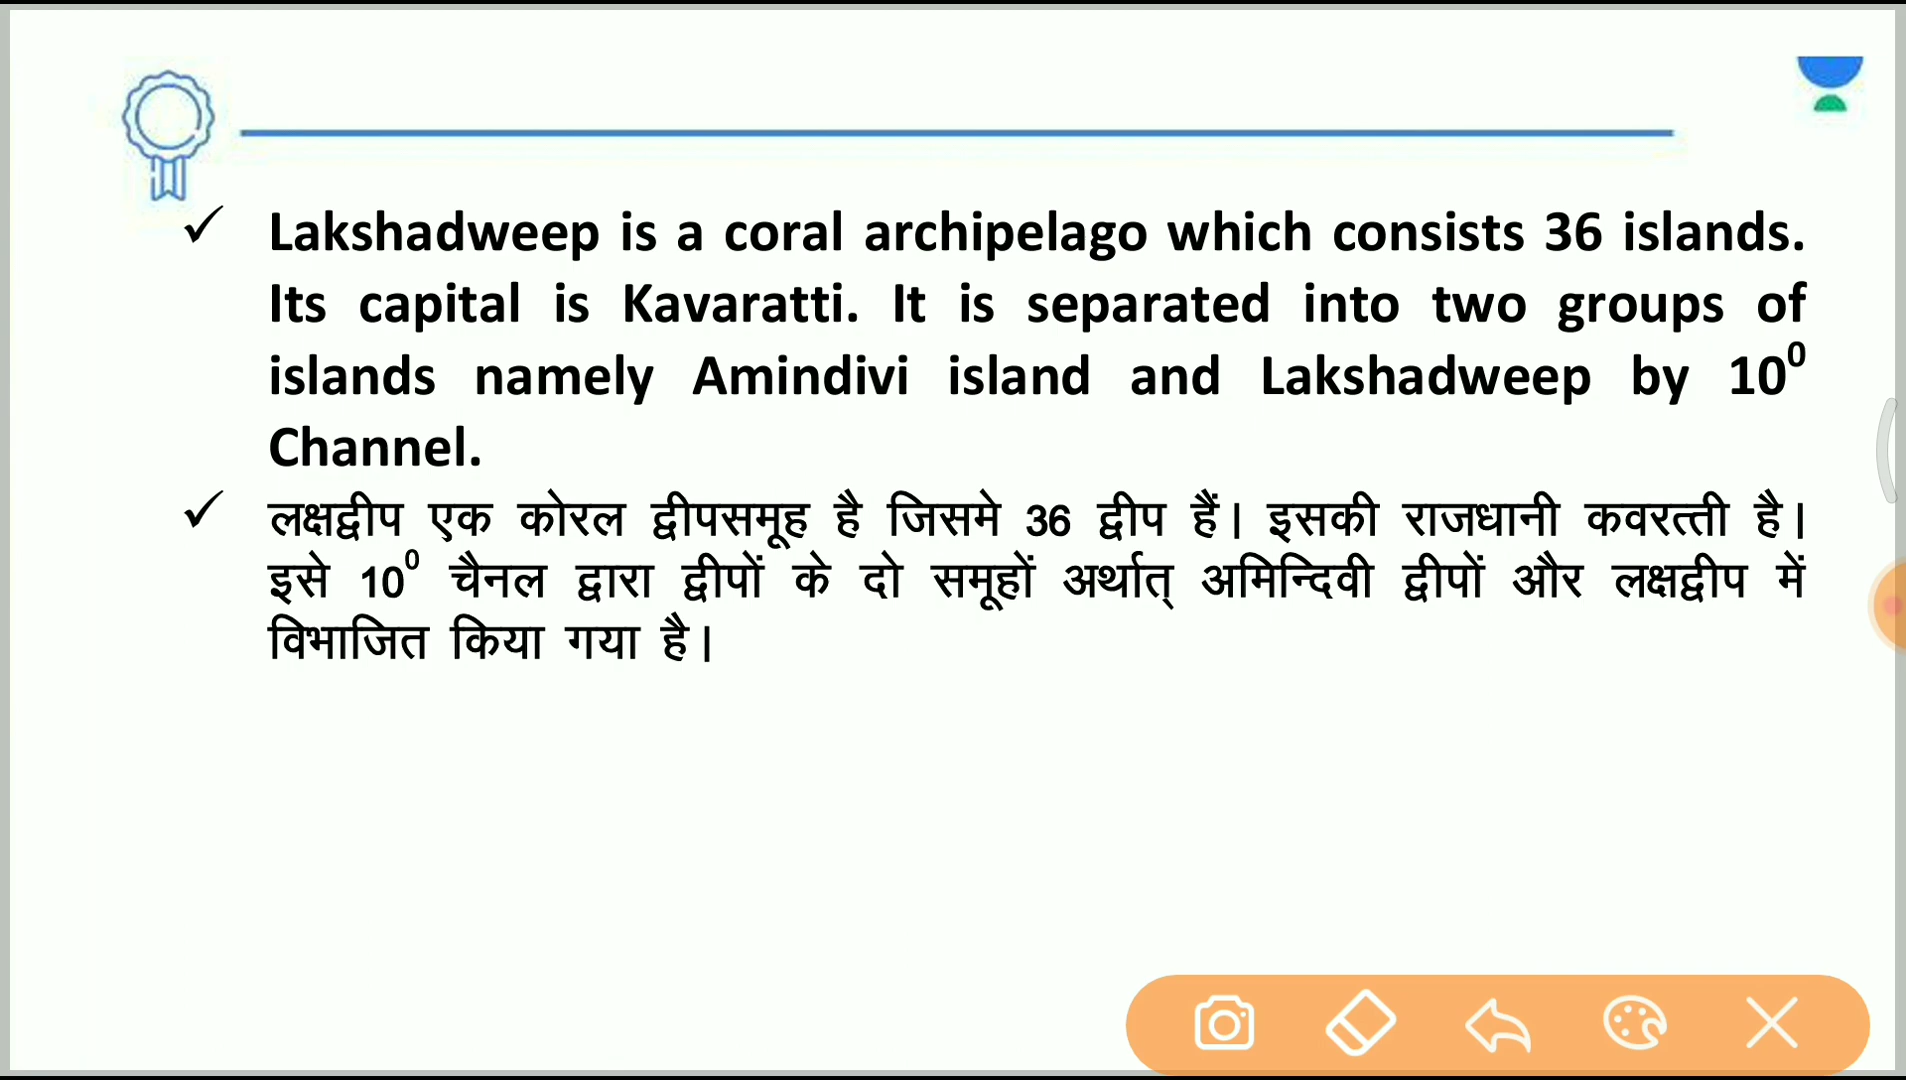 ✓ Lakshadweep is a coral archipelago which consists 36 islands.
Its capital is Kavaratti. It is separated into two groups of
islands namely Amindivi island and Lakshadweep by 10⁰
Channel.
✓ लक्षद्वीप एक कोरल द्वीपसमूह है जिसमे 36 द्वीप हैं। इसकी राजधानी कवरत्ती है।
इसे 10⁰ चैनल द्वारा द्वीपों के दो समूहों अर्थात् अमिन्दिवी द्वीपों और लक्षद्वीप में
विभाजित किया गया है।